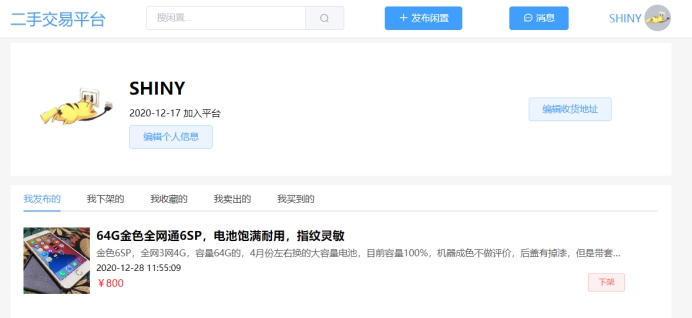 二手交易平台
搜闲置...
发布闲置
消息
SHINY
SHINY
2020-12-17 加入平台
编辑个人信息
编辑收货地址
我发布的 我下架的 我收藏的 我卖出的 我买到的
64G金色全网通6SP，电池饱满耐用，指纹灵敏
金色6SP，全网3网4G，容量64G的，4月份左右换的大容量电池，目前容量100%，机器成色不做评价，后盖有掉漆，但是带套...
2020-12-28 11:55:09
￥800
下架